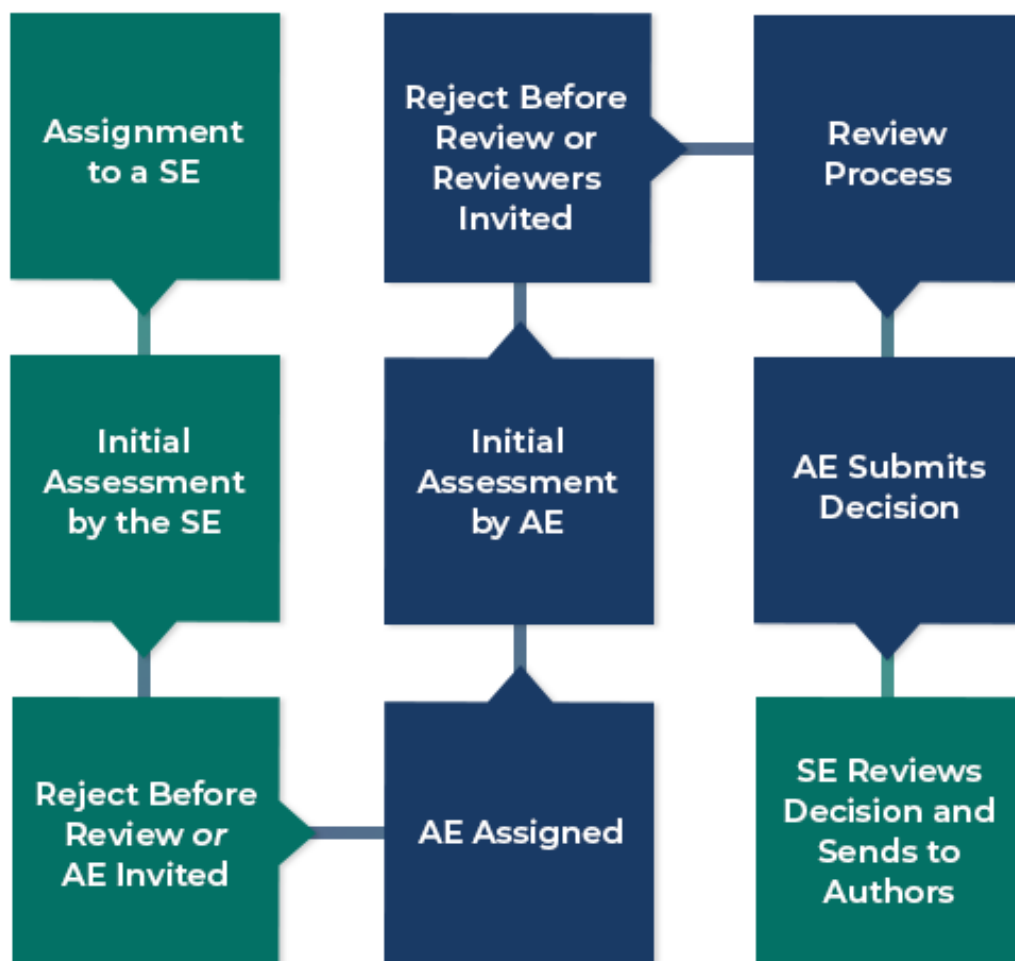 Assignment
to a SE
Initial
Assessment
by the SE
Reject Before
Review or
AE Invited
AE Assigned
Initial
Assessment
by AE
Reject Before
Review or
Reviewers
Invited
Review
Process
AE Submits
Decision
SE Reviews
Decision and
Sends to
Authors